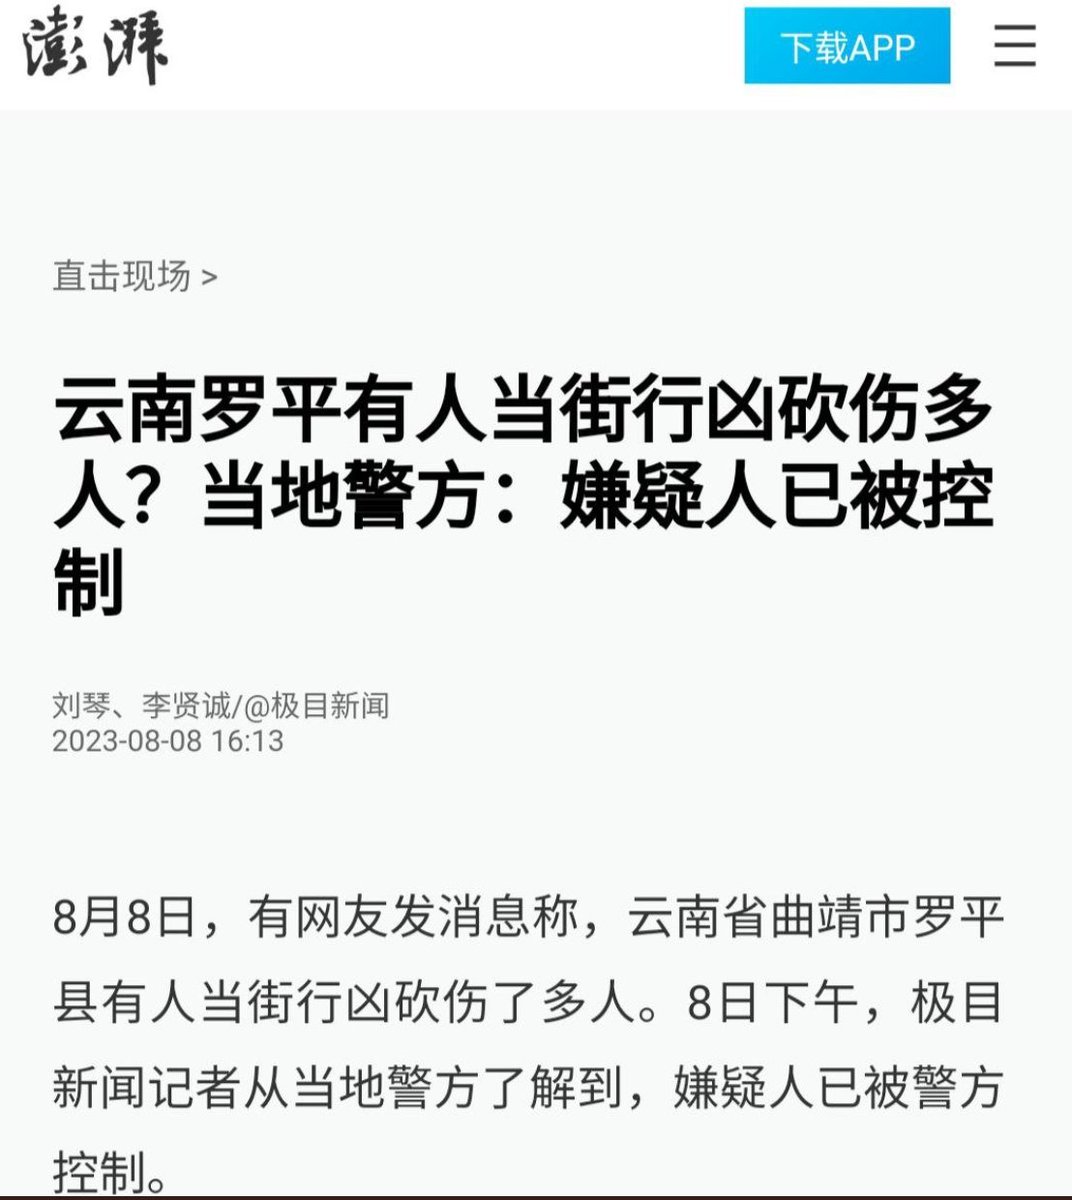 澎湃
下载APP
直击现场 >
云南罗平有人当街行凶砍伤多
人？当地警方：嫌疑人已被控
制
刘琴、李贤诚/@极目新闻
2023-08-08 16:13
8月8日，有网友发消息称，云南省曲靖市罗平
县有人当街行凶砍伤了多人。8日下午，极目
新闻记者从当地警方了解到，嫌疑人已被警方
控制。